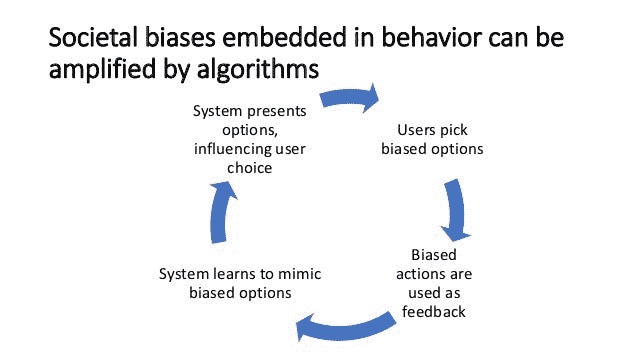 Societal biases embedded in behavior can be
amplified by algorithms
System presents
options,
influencing user
choice
Users pick
biased options
Biased
actions are
used as
feedback
System learns to mimic
biased options